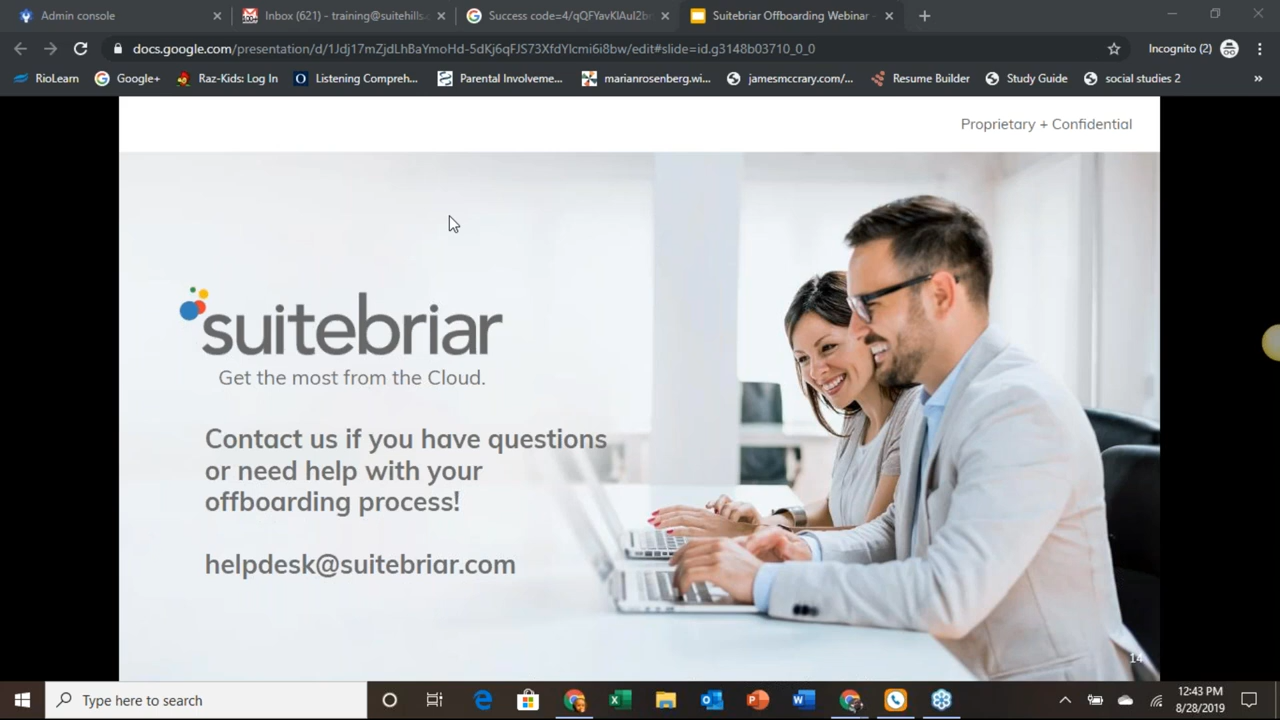 Admin console
Inbox (621) - training@suitehills.
Success code=4/qQFYavKlAul2b
Suitebriar Offboarding Webinar
docs.google.com/presentation/d/1Jdj17mZjdLhBaYmoHd-5dKj6qFJS73XfdYlcmi6i8bw/edit#slide=id.g3148b03710_0_0
Incognito (2)
RioLearn
Google+
Raz-Kids: Log In
Listening Compreh...
Parental Involveme...
marianrosenberg.wi...
jamesmccrary.com/...
Resume Builder
Study Guide
social studies 2
»
Proprietary + Confidential
suitebriar
Get the most from the Cloud.
Contact us if you have questions
or need help with your
offboarding process!
helpdesk@suitebriar.com
14
Type here to search
12:43 PM
8/28/2019